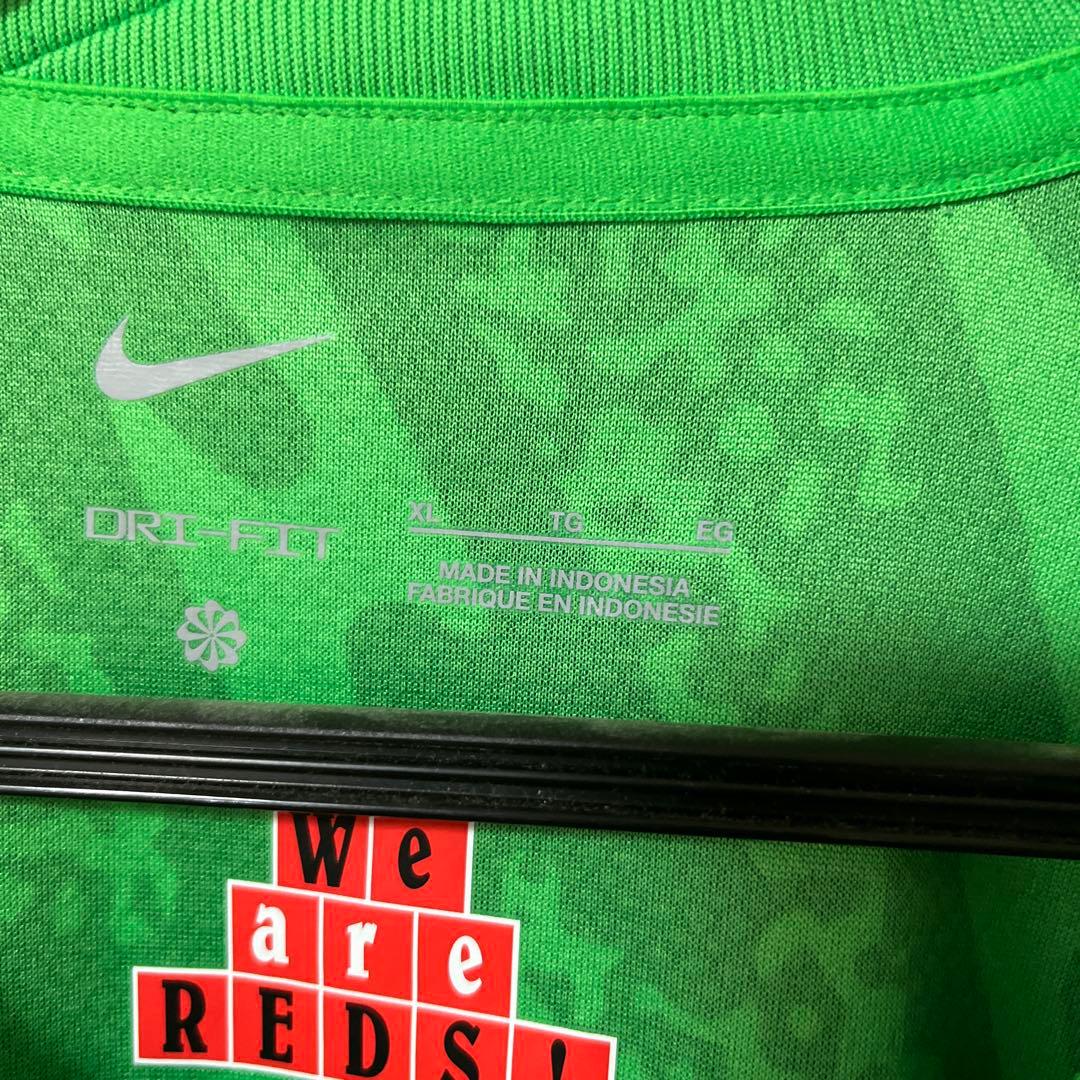 DRI-FIT
XL TG EG
MADE IN INDONESIA
FABRIQUE EN INDONESIE
We
are
REDS!